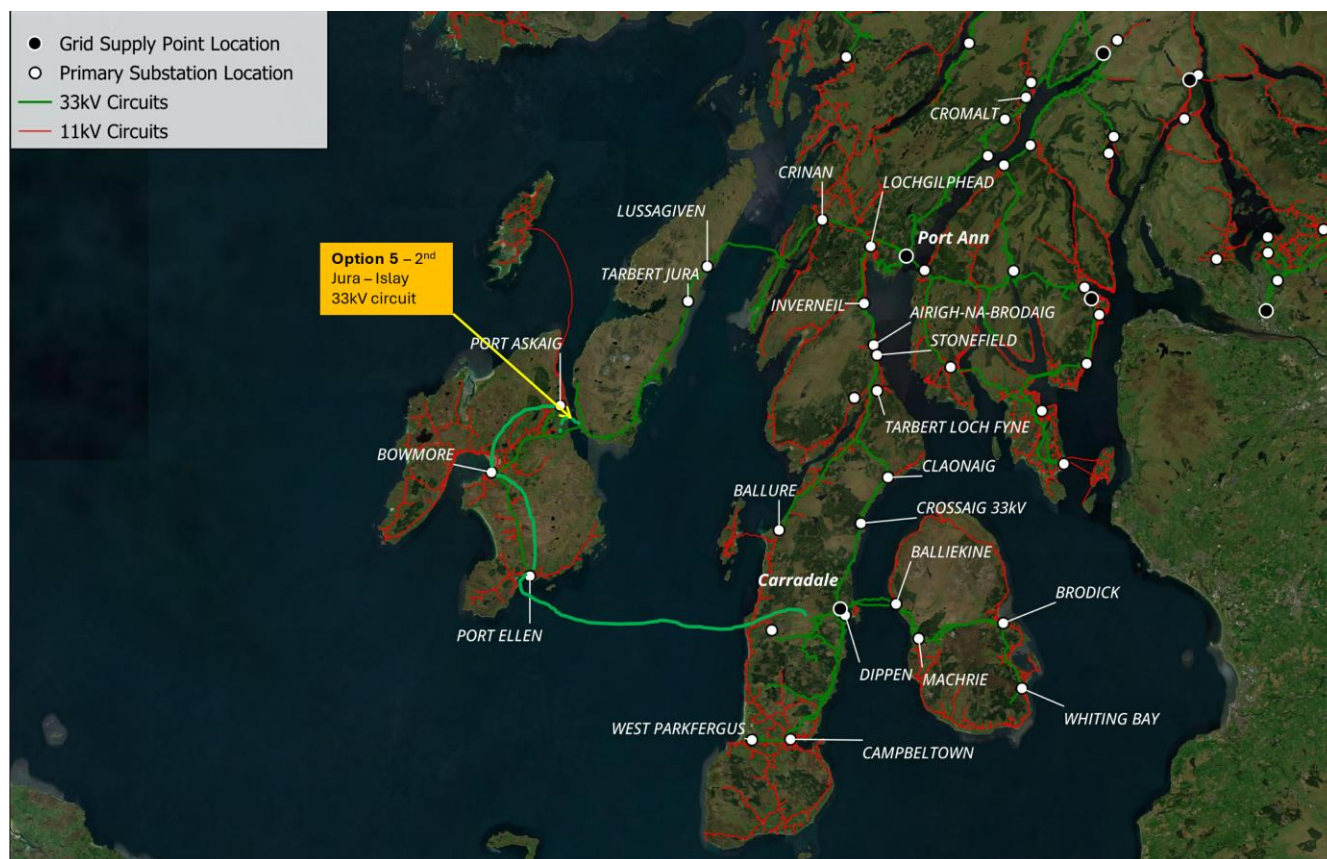 Grid Supply Point Location
Primary Substation Location
33kV Circuits
11kV Circuits
CROMALT
CRINAN
LOCHGILPHEAD
LUSSAGIVEN
Port Ann
Option 5 – 2nd
Jura – Islay
33kV circuit
TARBERT JURA
INVERNEIL
AIRIGH-NA-BRODAIG
STONEFIELD
PORT ASKAIG
TARBERT LOCH FYNE
BOWMORE
CLAONAIG
BALLURE
CROSSAIG 33kV
BALLIEKINE
Carradale
BRODICK
PORT ELLEN
DIPPEN
MACHRIE
WHITING BAY
WEST PARKFERGUS
CAMPBELTOWN